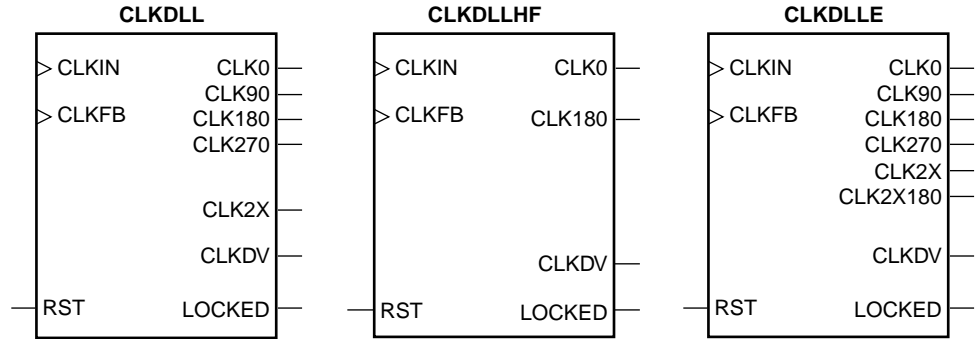 CLKDLL
CLKIN
CLKFB
RST
CLK0
CLK90
CLK180
CLK270
CLK2X
CLKDV
LOCKED
CLKDLLHF
CLKIN
CLKFB
RST
CLK0
CLK180
CLKDV
LOCKED
CLKDLLE
CLKIN
CLKFB
RST
CLK0
CLK90
CLK180
CLK270
CLK2X
CLK2X180
CLKDV
LOCKED